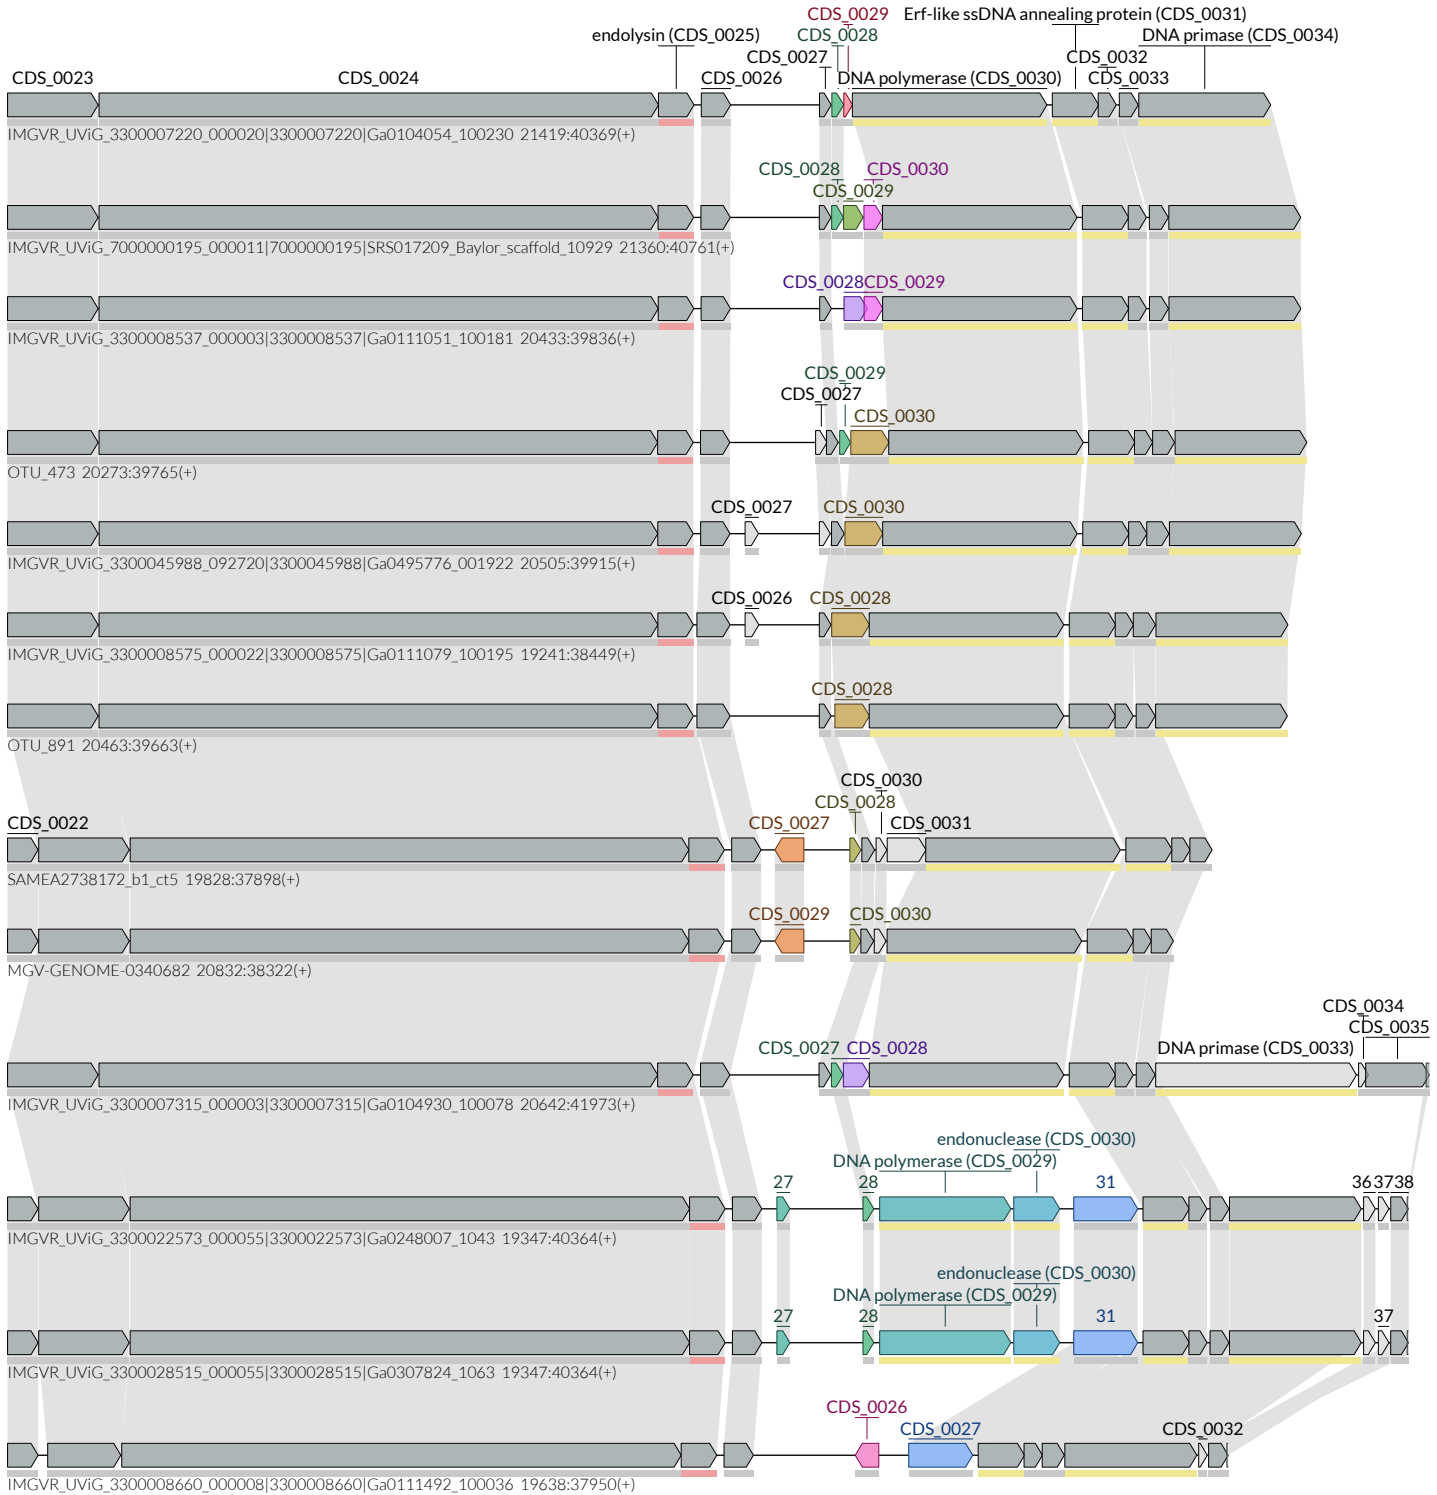 CDS_0029 Erf-like ssDNA annealing protein (CDS_0031)
endolysin (CDS_0025) CDS_0028 DNA primase (CDS_0034)
CDS_0027 CDS_0032
CDS_0023 CDS_0024 CDS_0026 DNA polymerase (CDS_0030) CDS_0033
IMGVR_UViG_3300007220_000020|3300007220|Ga0104054_100230 21419:40369(+)
CDS_0028 CDS_0030
CDS_0029
IMGVR_UViG_7000000195_000011|7000000195|SRS017209_Baylor_scaffold_10929 21360:40761(+)
CDS_0028 CDS_0029
IMGVR_UViG_3300008537_000003|3300008537|Ga0111051_100181 20433:39836(+)
CDS_0029
CDS_0027
CDS_0030
OTU_473 20273:39765(+)
CDS_0027 CDS_0030
IMGVR_UViG_3300045988_092720|3300045988|Ga0495776_001922 20505:39915(+)
CDS_0026 CDS_0028
IMGVR_UViG_3300008575_000022|3300008575|Ga0111079_100195 19241:38449(+)
CDS_0028
OTU_891 20463:39663(+)
CDS_0030
CDS_0028
CDS_0022 CDS_0027 CDS_0031
SAMEA2738172_b1_ct5 19828:37898(+)
CDS_0029 CDS_0030
MGV-GENOME-0340682 20832:38322(+)
CDS_0034
CDS_0035
CDS_0027 CDS_0028 DNA primase (CDS_0033)
IMGVR_UViG_3300007315_000003|3300007315|Ga0104930_100078 20642:41973(+)
endonuclease (CDS_0030)
DNA polymerase (CDS_0029)
27 28 31 36 37 38
IMGVR_UViG_3300022573_000055|3300022573|Ga0248007_1043 19347:40364(+)
endonuclease (CDS_0030)
DNA polymerase (CDS_0029)
27 28 31 37
IMGVR_UViG_3300028515_000055|3300028515|Ga0307824_1063 19347:40364(+)
CDS_0026
CDS_0027 CDS_0032
IMGVR_UViG_3300008660_000008|3300008660|Ga0111492_100036 19638:37950(+)